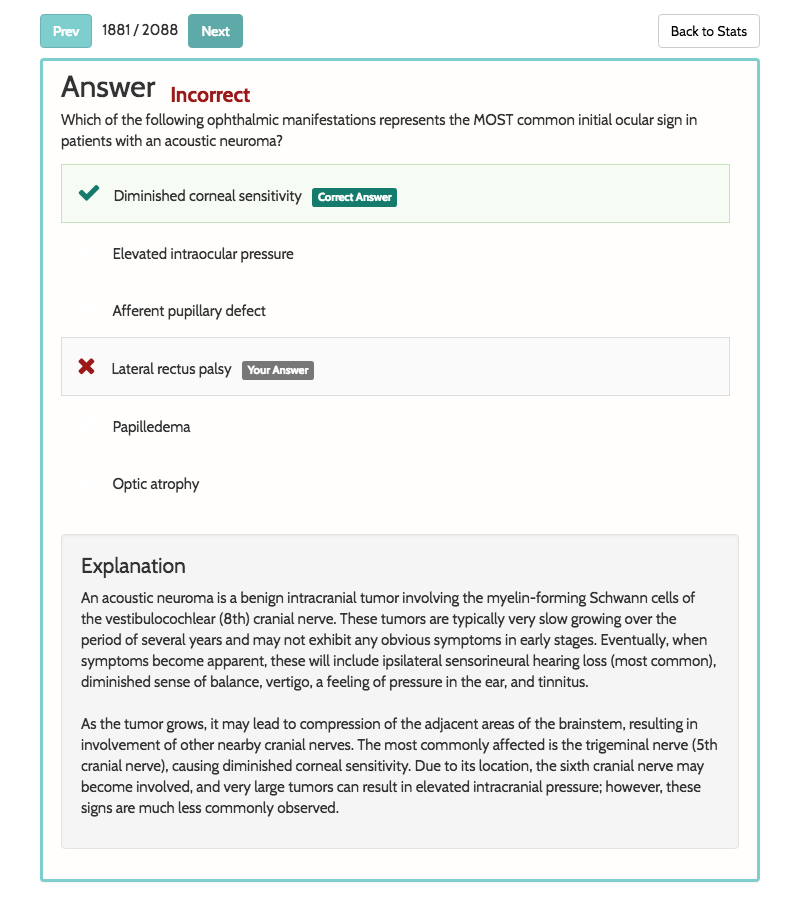 Prev 1881 / 2088 Next Back to Stats
Answer Incorrect
Which of the following ophthalmic manifestations represents the MOST common initial ocular sign in
patients with an acoustic neuroma?
Diminished corneal sensitivity Correct Answer
Elevated intraocular pressure
Afferent pupillary defect
Lateral rectus palsy Your Answer
Papilledema
Optic atrophy
Explanation
An acoustic neuroma is a benign intracranial tumor involving the myelin-forming Schwann cells of
the vestibulocochlear (8th) cranial nerve. These tumors are typically very slow growing over the
period of several years and may not exhibit any obvious symptoms in early stages. Eventually, when
symptoms become apparent, these will include ipsilateral sensorineural hearing loss (most common),
diminished sense of balance, vertigo, a feeling of pressure in the ear, and tinnitus.
As the tumor grows, it may lead to compression of the adjacent areas of the brainstem, resulting in
involvement of other nearby cranial nerves. The most commonly affected is the trigeminal nerve (5th
cranial nerve), causing diminished corneal sensitivity. Due to its location, the sixth cranial nerve may
become involved, and very large tumors can result in elevated intracranial pressure; however, these
signs are much less commonly observed.